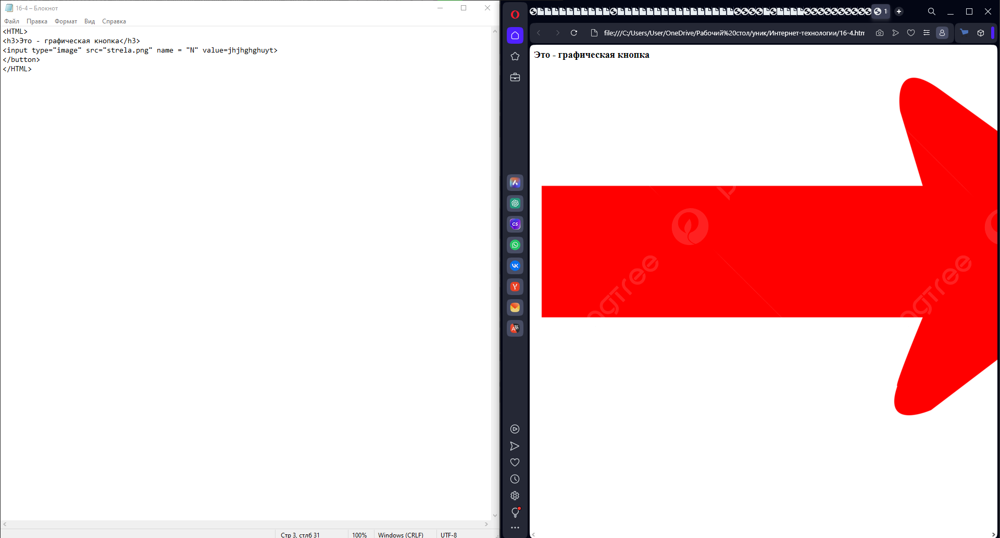 16-4 – Блокнот
Файл Правка Формат Вид Справка
<HTML>
<h3>Это - графическая кнопка</h3>
<input type="image" src="strela.png" name = "N" value=jhjhghghuyt>
</button>
</HTML>
Стр 3, стлб 31 100% Windows (CRLF) UTF-8
file:///C:/Users/User/OneDrive/Рабочий%20стол/уник/Интернет-технологии/16-4.htm
Это - графическая кнопка
CS